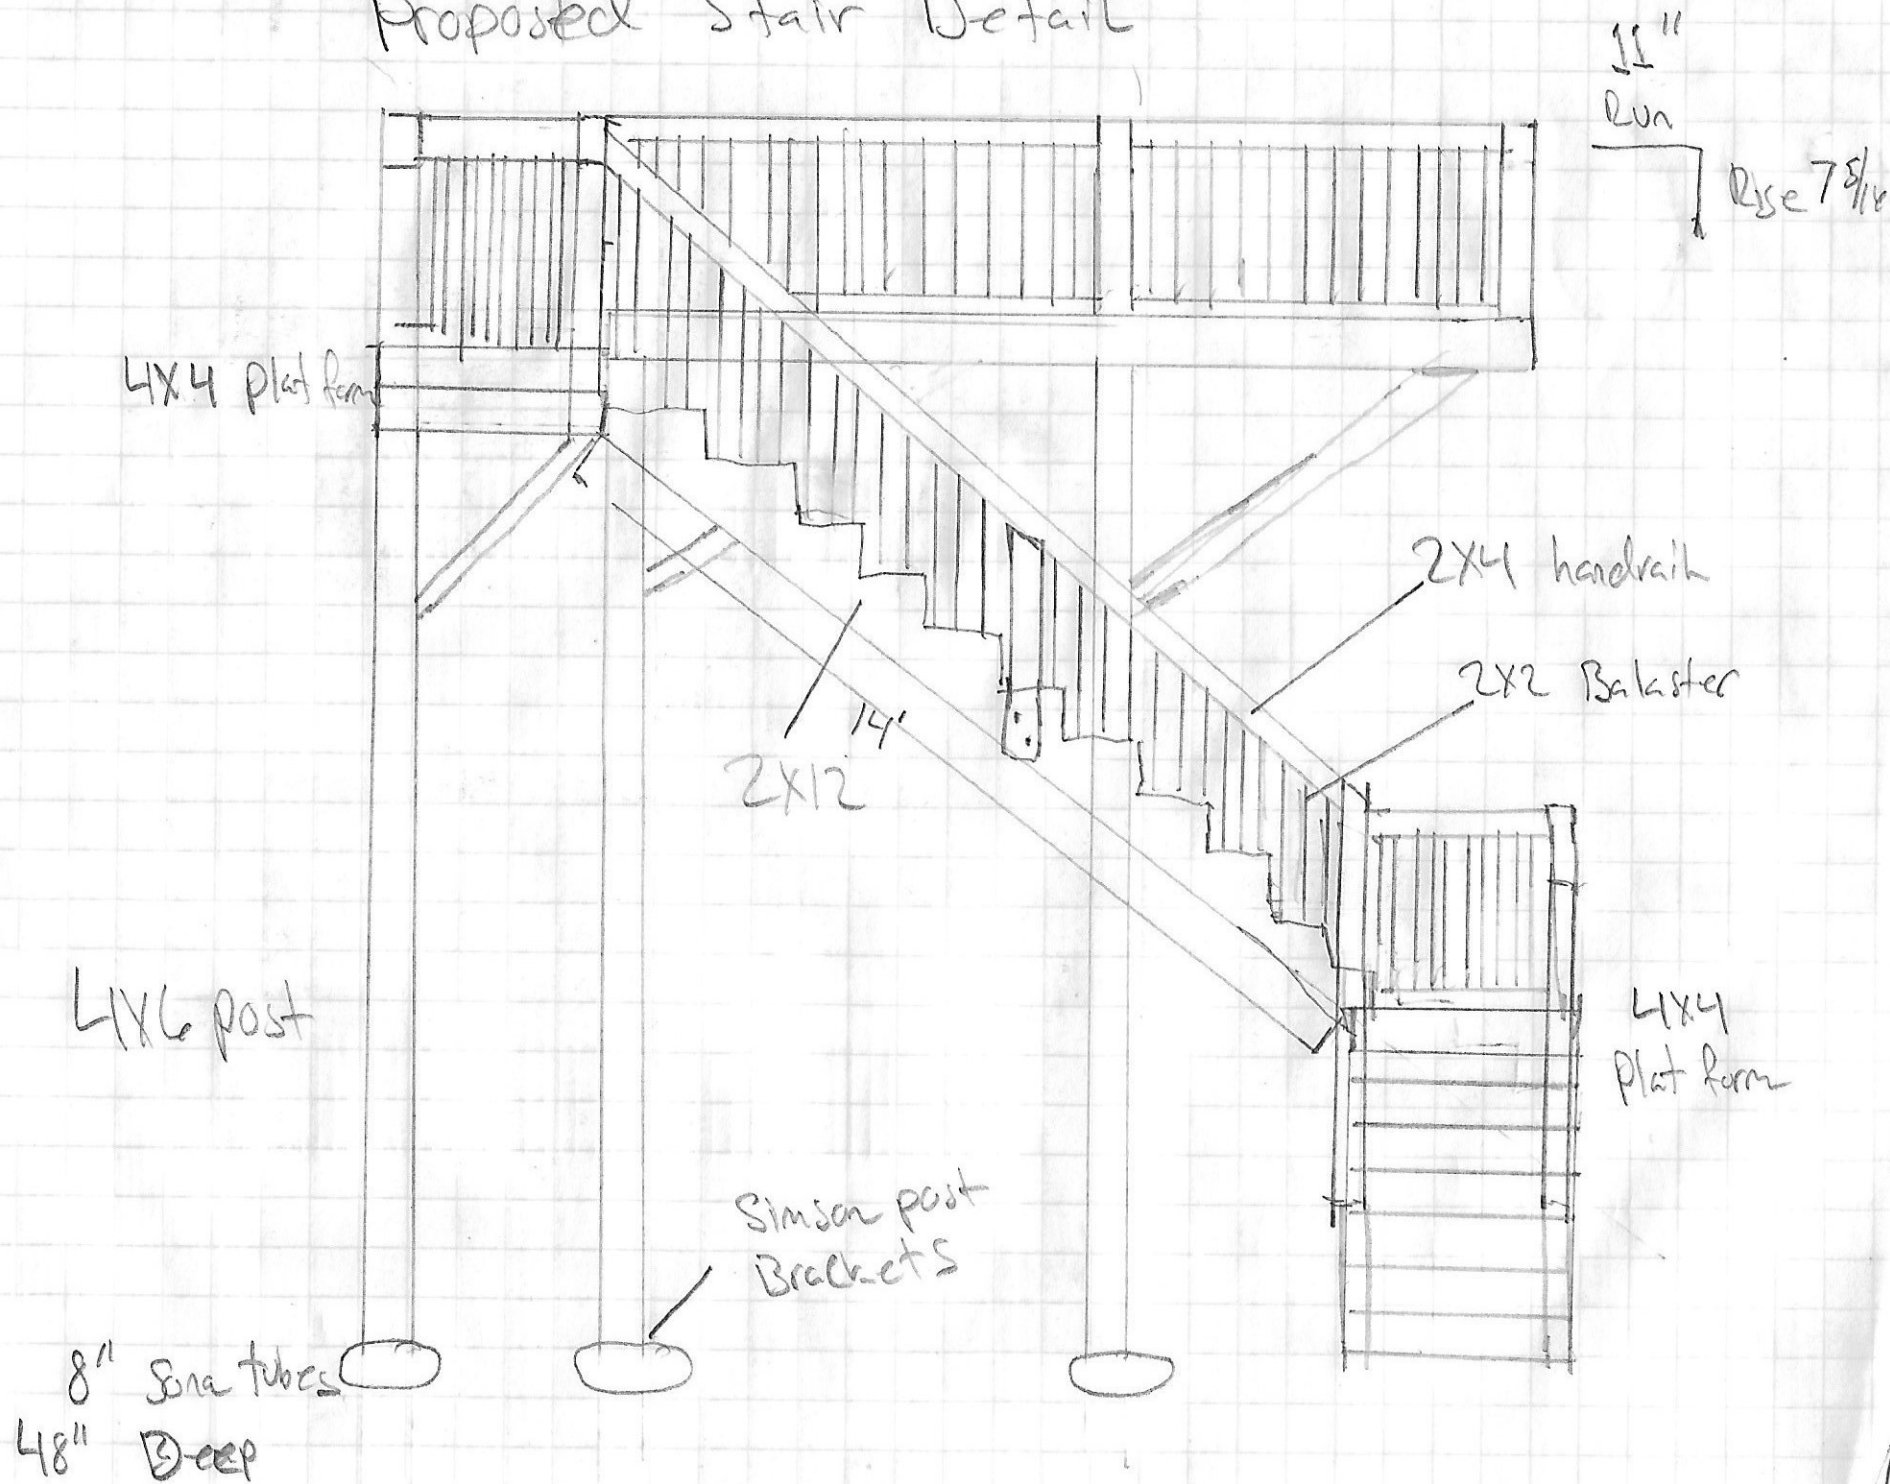 Proposed Stair Detail
11"
Run
Rise 7 5/16
4X4 platform
2X4 handrail
2X2 Balaster
14'
2X12
4X6 post
4X4
Platform
Simson post
Brackets
8" Sona tubes
48" Deep